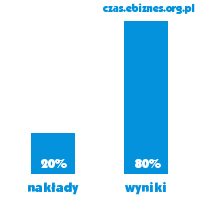 czas.ebiznes.org.pl
20% 80%
nakłady wyniki